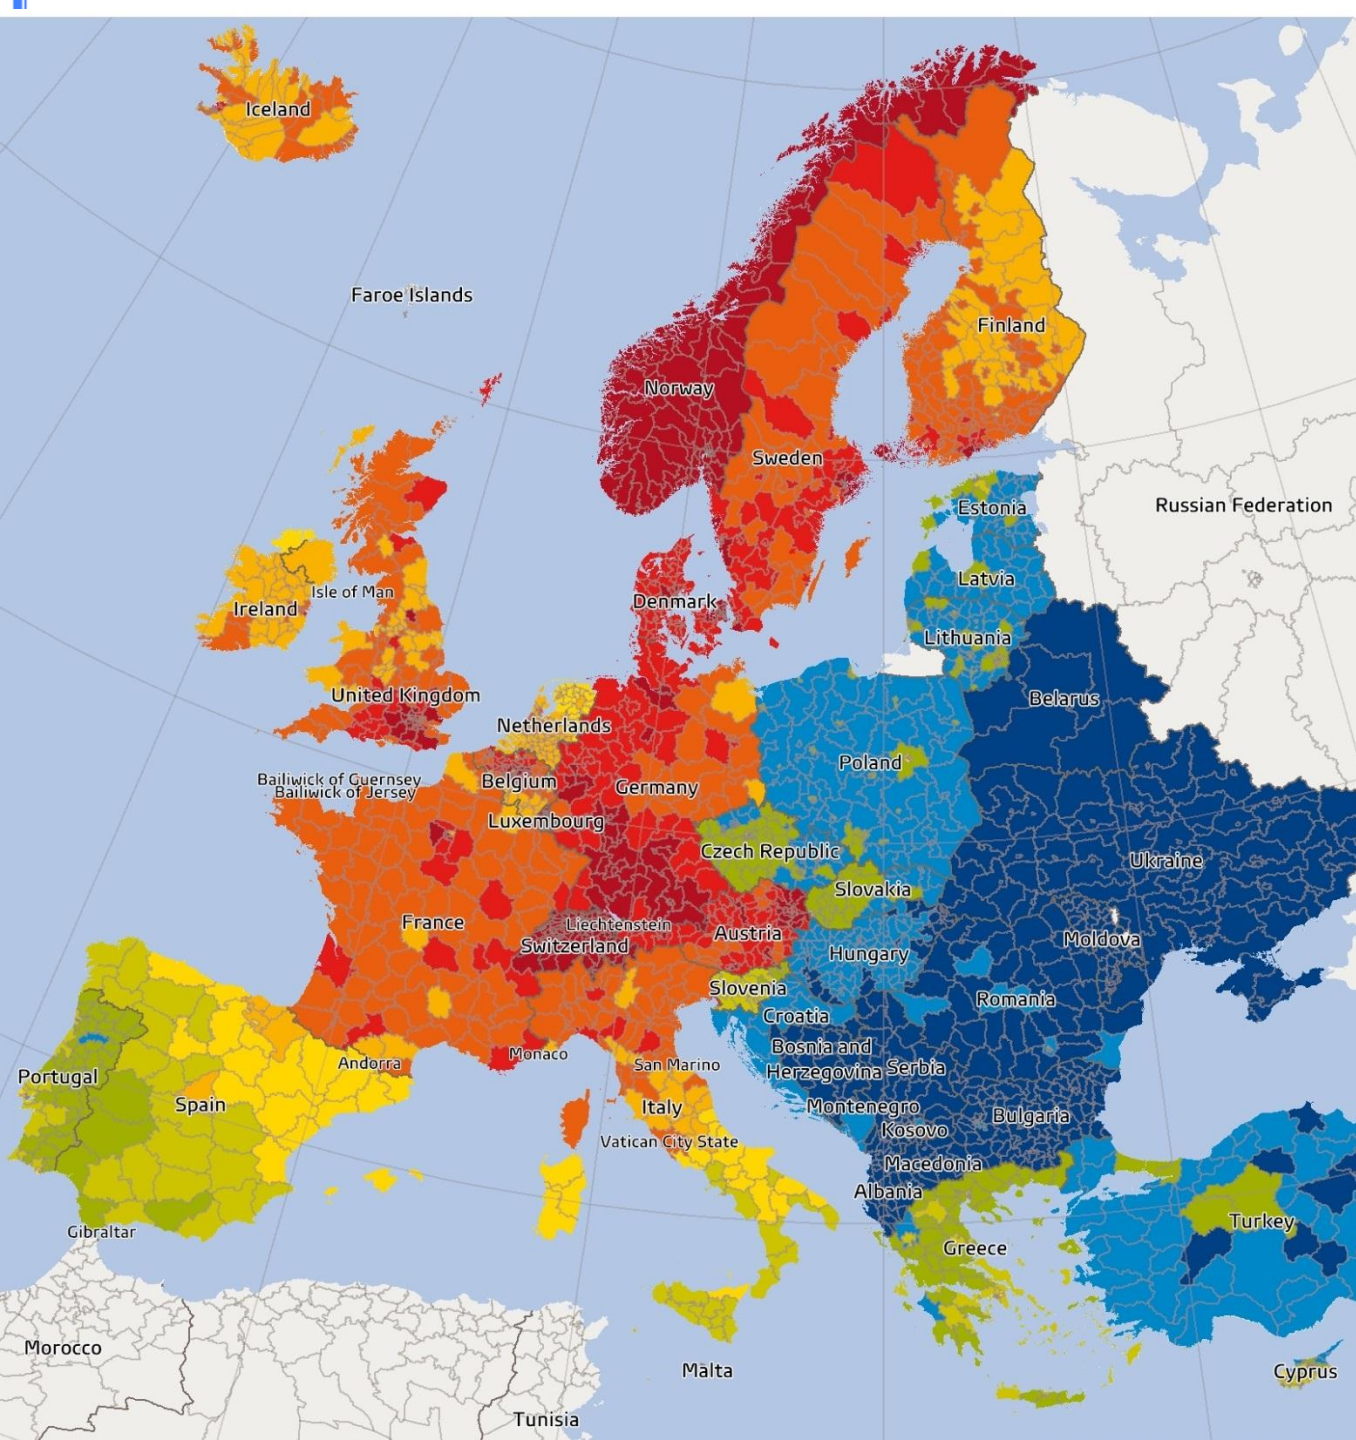 Iceland
Faroe Islands
Finland
Norway
Sweden
Russian Federation
Estonia
Latvia
Isle of Man
Denmark
Ireland
Lithuania
United Kingdom
Belarus
Netherlands
Poland
Bailiwick of Guernsey
Belgium
Germany
Bailiwick of Jersey
Luxembourg
Czech Republic
Ukraine
Slovakia
France
Liechtenstein
Switzerland
Austria
Moldova
Hungary
Slovenia
Romania
Croatia
Bosnia and
Herzegovina
Serbia
Monaco
Andorra
San Marino
Portugal
Spain
Italy
Montenegro
Bulgaria
Kosovo
Vatican City State
Macedonia
Albania
Turkey
Gibraltar
Greece
Morocco
Malta
Cyprus
Tunisia